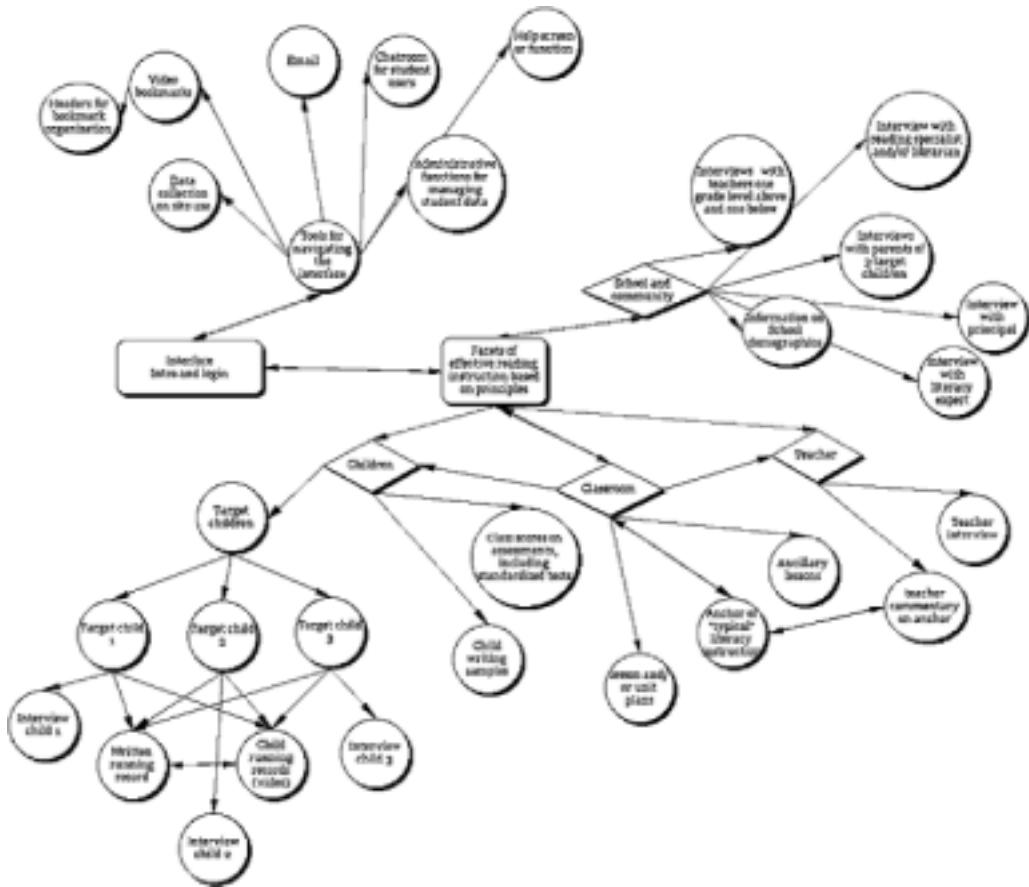 Help screen
or function
Email
Chatroom
for student
users
Video
bookmarks
Headers for
bookmark
organization
Interview with
reading specialist
and/or librarian
Interviews with
teachers one
grade level above
and one below
Administrative
functions for
managing
student data
Data
collection
on site use
Tools for
navigating
the
interface
Interviews
with parents of
3 target
children
School and
community
Interview
with
principal
Information on
School
demographics
Interface
Intro and login
Facets of
effective reading
instruction based
on principles
Interview
with
literacy
expert
Children
Teacher
Classroom
Target
children
Teacher
interview
Class scores on
assessments,
including
standardized tests
Ancillary
lessons
Teacher
commentary
on anchor
Target child
1
Target child
2
Target child
3
Anchor of
"typical"
literacy
instruction
Child
writing
samples
Lesson and/
or unit
plans
Interview
child 1
Written
running
record
Child
running
records
(video)
Interview
child 3
Interview
child 2